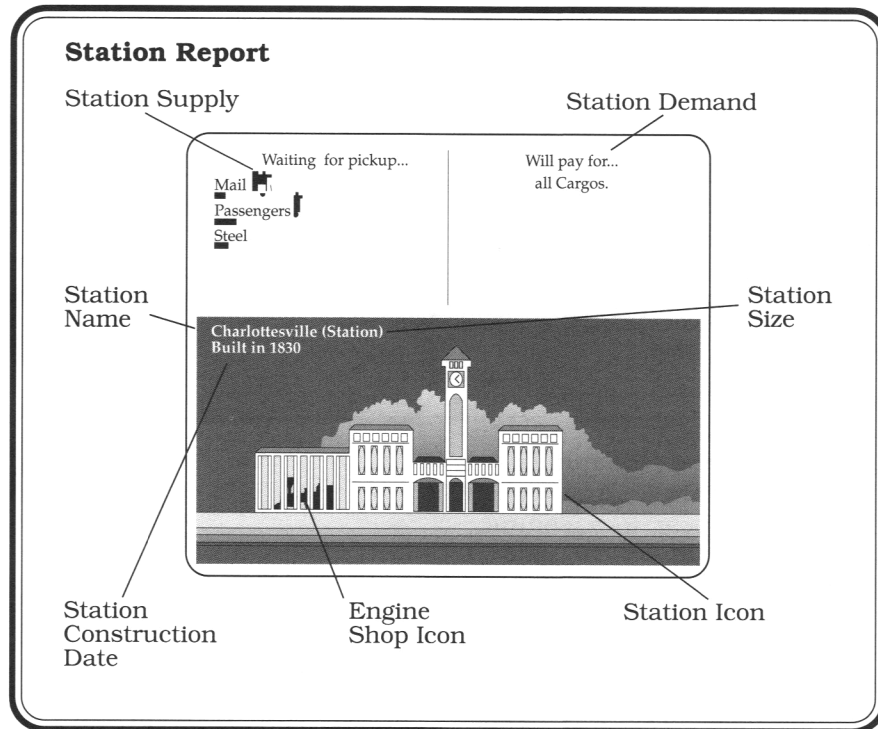 Station Report
Station Supply
Station Demand
Waiting for pickup...
Mail
Passengers
Steel
Will pay for...
all Cargos.
Station
Name
Station
Size
Charlottesville (Station)
Built in 1830
Station
Construction
Date
Engine
Shop Icon
Station Icon